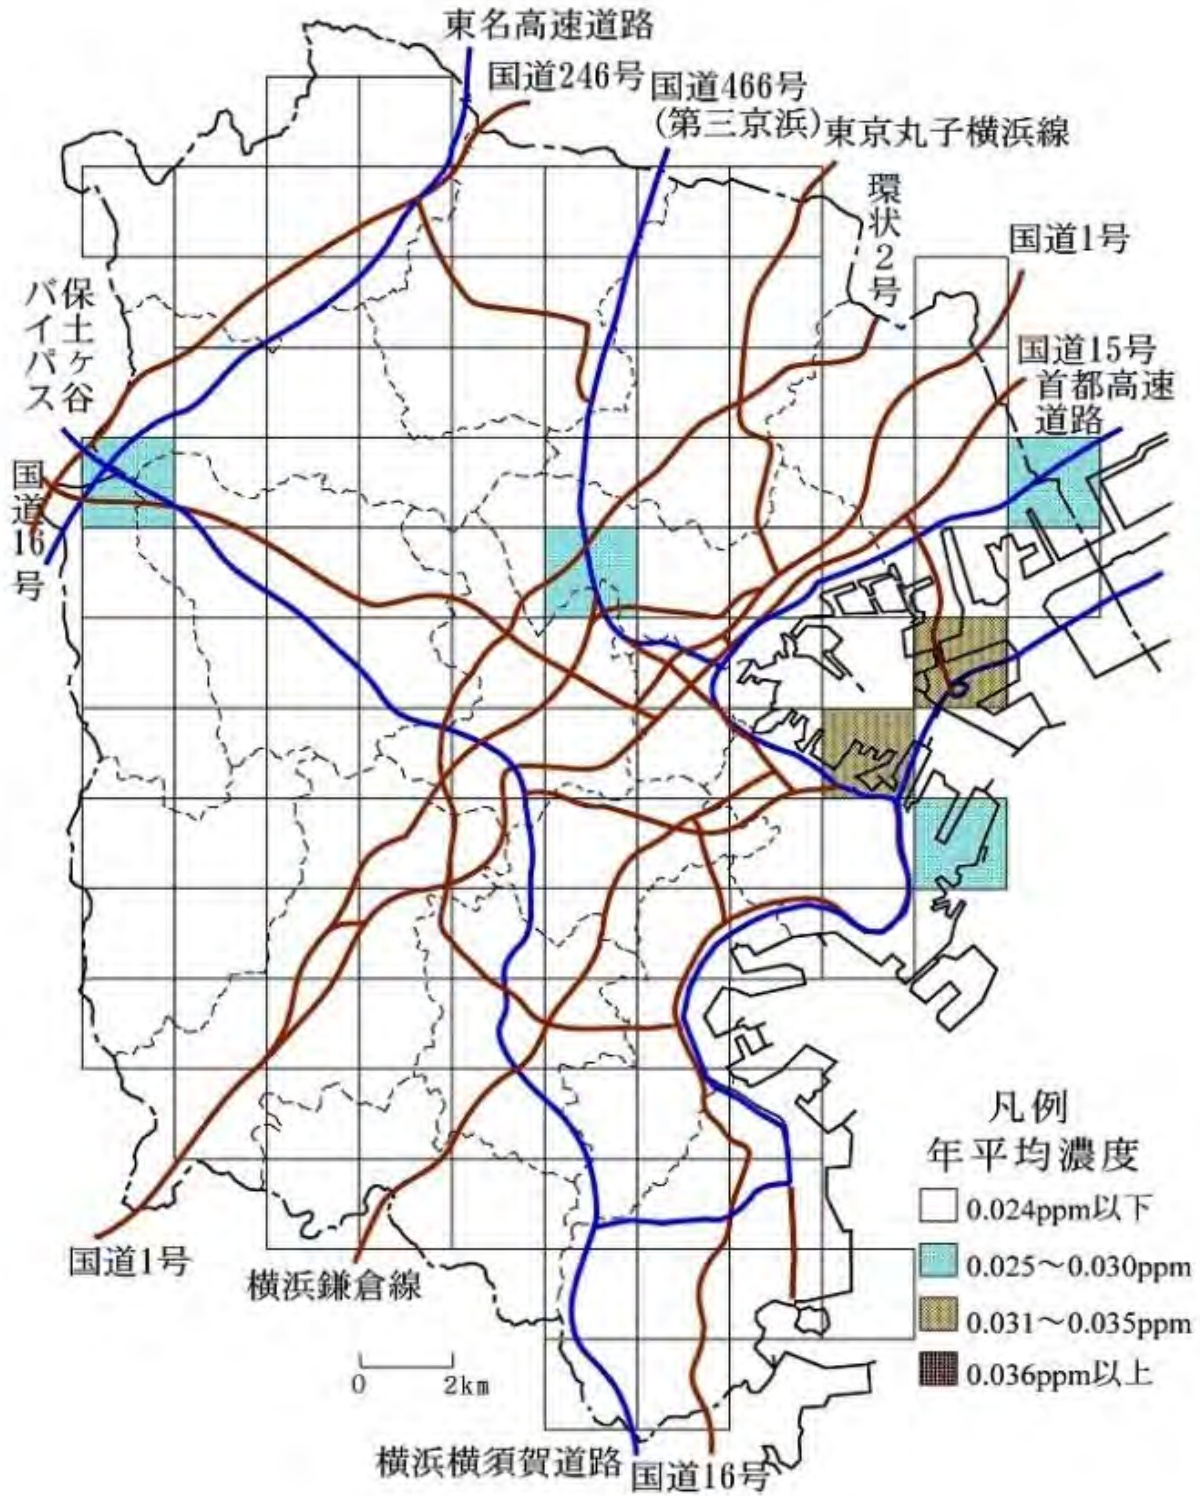 東名高速道路
国道246号
国道466号
(第三京浜)
東京丸子横浜線
環状2号
国道1号
保土ヶ谷
バイパス
国道15号
首都高速
道路
国道16号
凡例
年平均濃度
0.024ppm以下
0.025～0.030ppm
0.031～0.035ppm
0.036ppm以上
国道1号
横浜鎌倉線
0 2km
横浜横須賀道路
国道16号